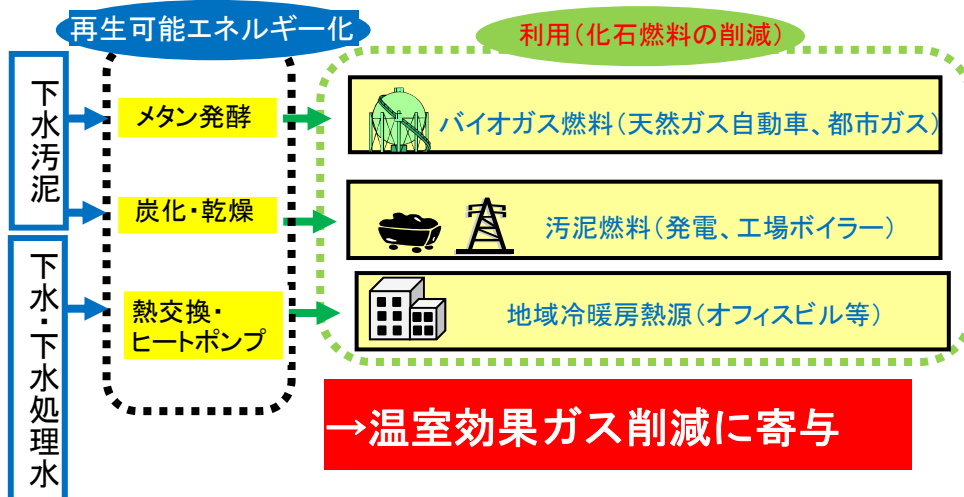 再生可能エネルギー化
利用(化石燃料の削減)
下水汚泥
メタン発酵
バイオガス燃料(天然ガス自動車、都市ガス)
炭化・乾燥
汚泥燃料(発電、工場ボイラー)
下水・下水処理水
熱交換・
ヒートポンプ
地域冷暖房熱源(オフィスビル等)
→温室効果ガス削減に寄与